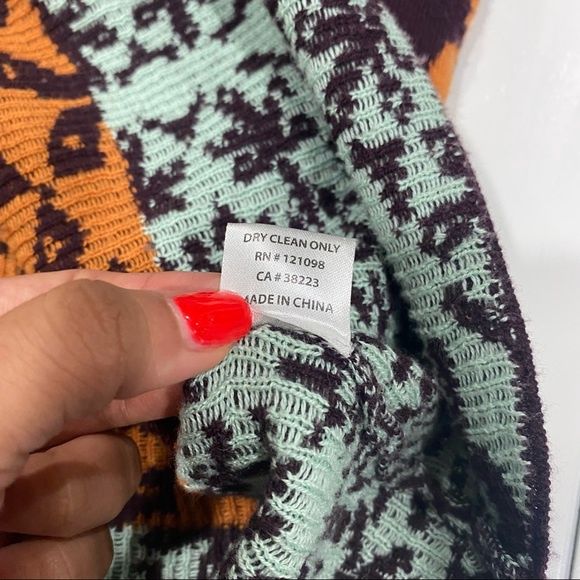 DRY CLEAN ONLY
RN # 121098
CA # 38223
MADE IN CHINA